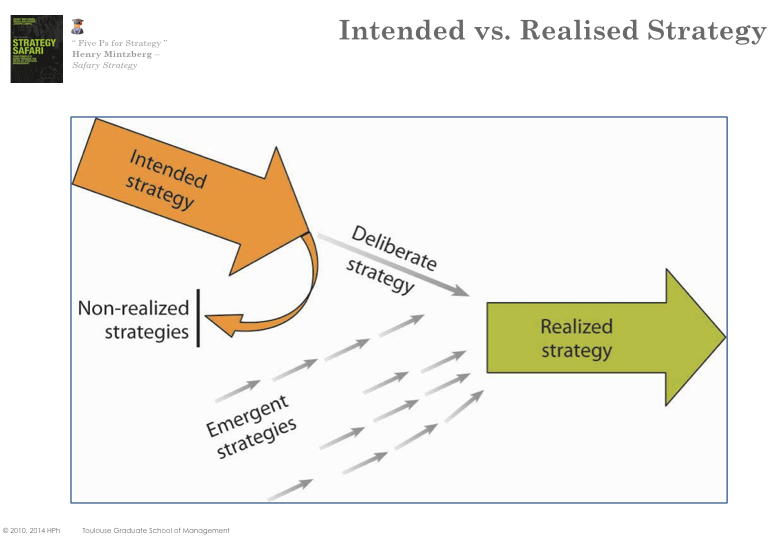 Intended vs. Realised Strategy
STRATEGY
SAFARI
“ Five Ps for Strategy ”
Henry Mintzberg –
Safary Strategy
Intended
strategy
Deliberate
strategy
Non-realized
strategies
Realized
strategy
Emergent
strategies
© 2010, 2014 HPh Toulouse Graduate School of Management